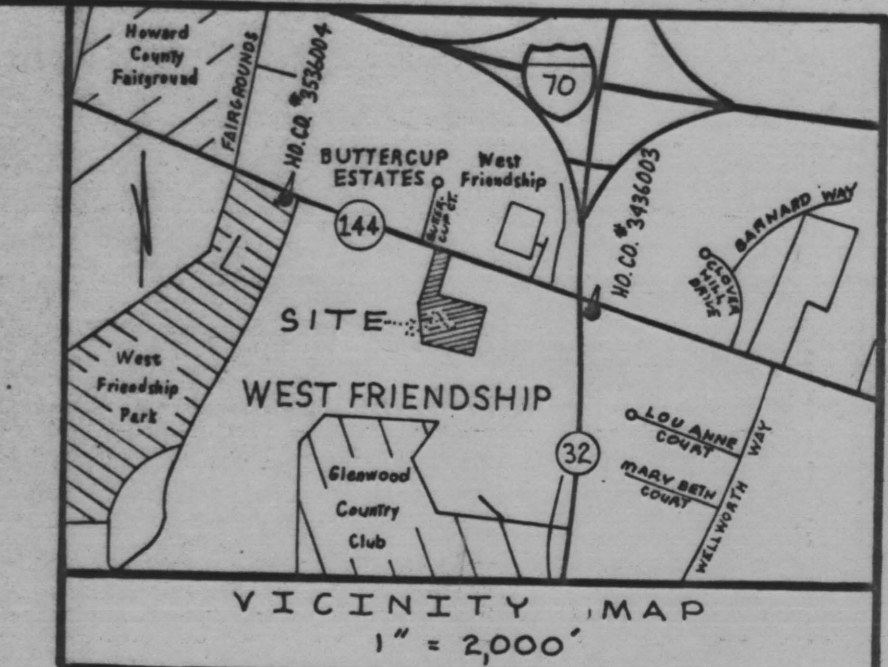 Howard
County
Fairground
FAIRGROUNDS
HO.CO. #3536004
70
BUTTERCUP
ESTATES
West
Friendship
144
HO.CO. #3436003
BARNARD WAY
CLOVER
HILL
DRIVE
SITE
West
Friendship
Park
WEST FRIENDSHIP
LOU ANNE
COURT
32
MARY BETH
COURT
WELLWORTH WAY
Glenwood
Country
Club
VICINITY MAP
1" = 2,000'